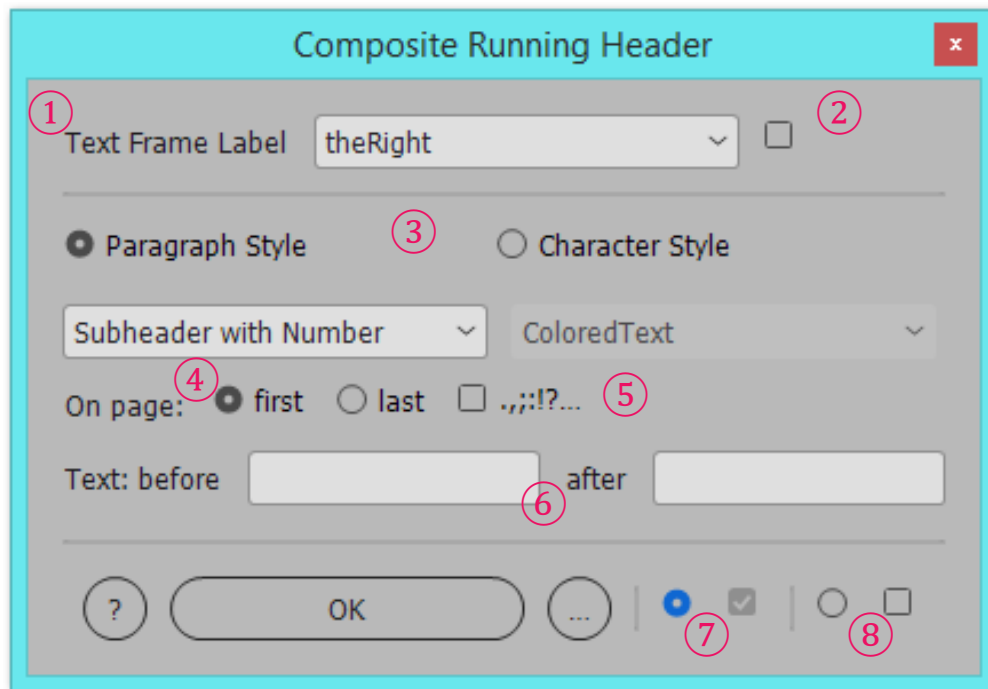 Composite Running Header x
① ②
Text Frame Label theRight
③
Paragraph Style Character Style
Subheader with Number ColoredText
④ ⑤
On page: first last .,;:!?...
Text: before after
⑥
? OK ...
⑦ ⑧